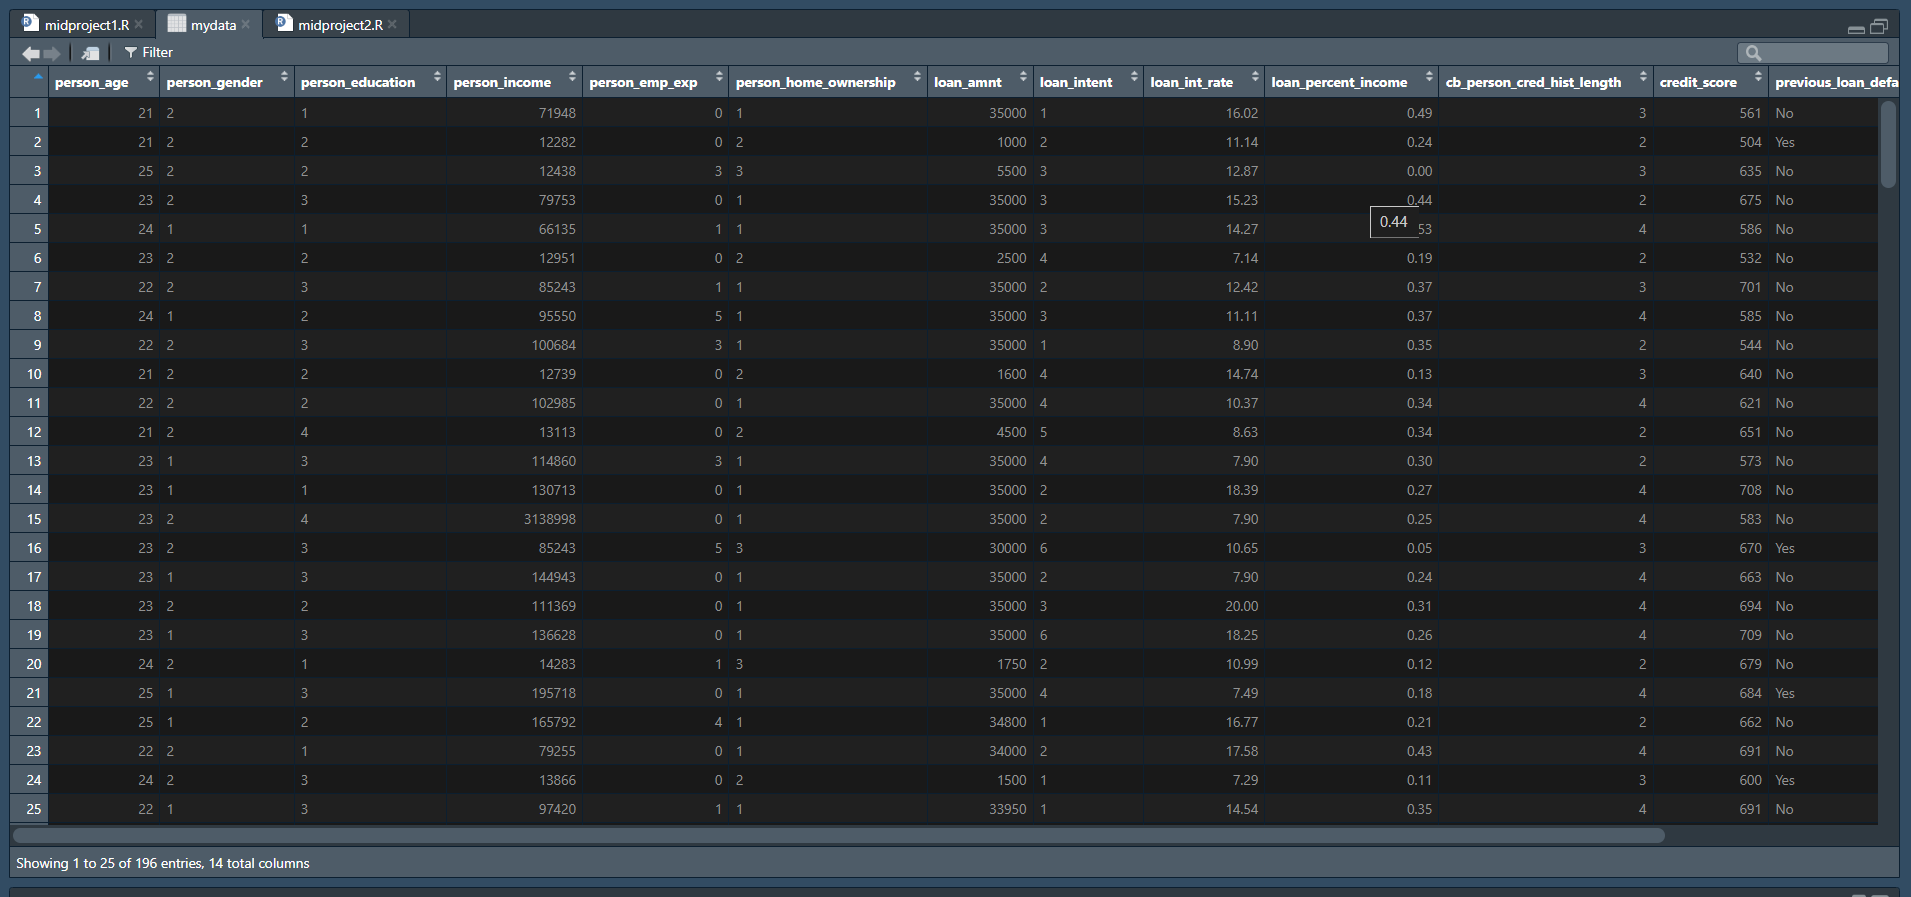 midproject1.R mydata midproject2.R
Filter
person_age person_gender person_education person_income person_emp_exp person_home_ownership loan_amnt loan_intent loan_int_rate loan_percent_income cb_person_cred_hist_length credit_score previous_loan_defa
1 21 2 1 71948 0 1 35000 1 16.02 0.49 3 561 No
2 21 2 2 12282 0 2 1000 2 11.14 0.24 2 504 Yes
3 25 2 2 12438 3 3 5500 3 12.87 0.00 3 635 No
4 23 2 3 79753 0 1 35000 3 15.23 0.44 2 675 No
0.44
5 24 1 1 66135 1 1 35000 3 14.27 53 4 586 No
6 23 2 2 12951 0 2 2500 4 7.14 0.19 2 532 No
7 22 2 3 85243 1 1 35000 2 12.42 0.37 3 701 No
8 24 1 2 95550 5 1 35000 3 11.11 0.37 4 585 No
9 22 2 3 100684 3 1 35000 1 8.90 0.35 2 544 No
10 21 2 2 12739 0 2 1600 4 14.74 0.13 3 640 No
11 22 2 2 102985 0 1 35000 4 10.37 0.34 4 621 No
12 21 2 4 13113 0 2 4500 5 8.63 0.34 2 651 No
13 23 1 3 114860 3 1 35000 4 7.90 0.30 2 573 No
14 23 1 1 130713 0 1 35000 2 18.39 0.27 4 708 No
15 23 2 4 3138998 0 1 35000 2 7.90 0.25 4 583 No
16 23 2 3 85243 5 3 30000 6 10.65 0.05 3 670 Yes
17 23 1 3 144943 0 1 35000 2 7.90 0.24 4 663 No
18 23 2 2 111369 0 1 35000 3 20.00 0.31 4 694 No
19 23 1 3 136628 0 1 35000 6 18.25 0.26 4 709 No
20 24 2 1 14283 1 3 1750 2 10.99 0.12 2 679 No
21 25 1 3 195718 0 1 35000 4 7.49 0.18 4 684 Yes
22 25 1 2 165792 4 1 34800 1 16.77 0.21 2 662 No
23 22 2 1 79255 0 1 34000 2 17.58 0.43 4 691 No
24 24 2 3 13866 0 2 1500 1 7.29 0.11 3 600 Yes
25 22 1 3 97420 1 1 33950 1 14.54 0.35 4 691 No
Showing 1 to 25 of 196 entries, 14 total columns